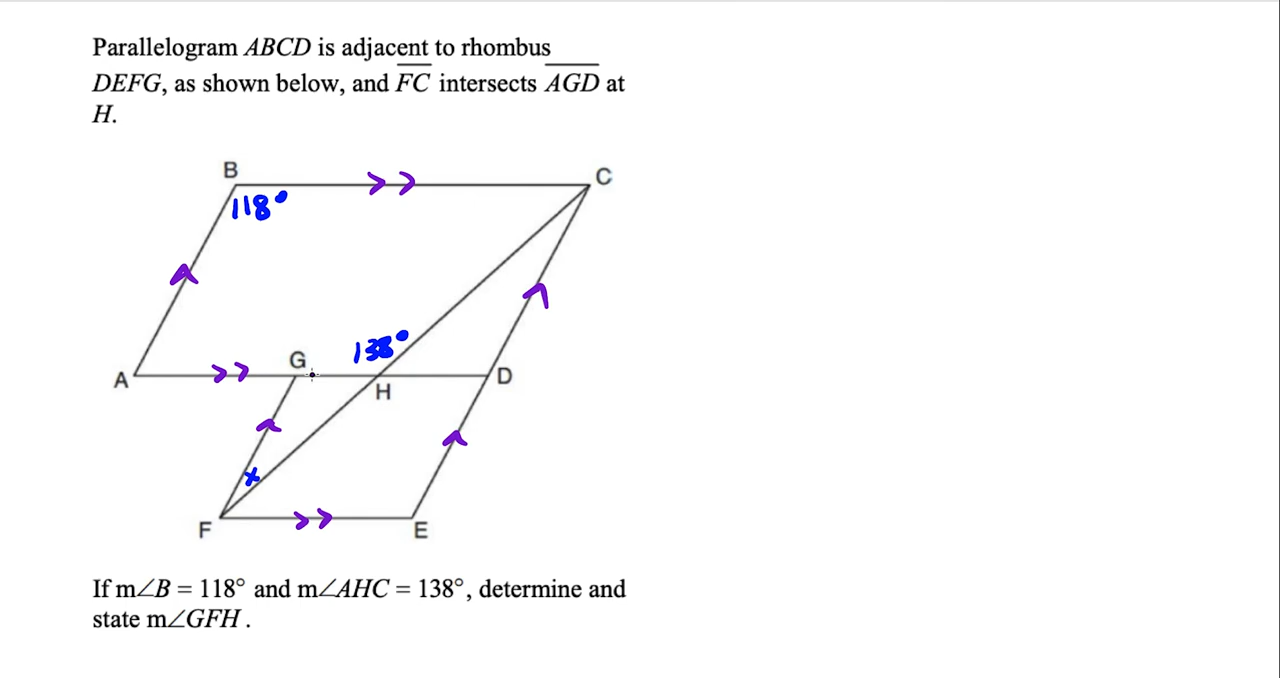 Parallelogram ABCD is adjacent to rhombus
DEFG, as shown below, and FC intersects AGD at
H.
B
C
118°
138°
G
A
H
D
x
F
E
If m∠B = 118° and m∠AHC = 138°, determine and
state m∠GFH .